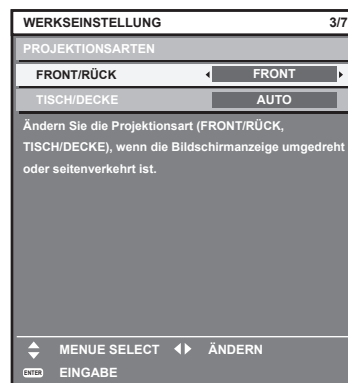 WERKSEINSTELLUNG 3/7
PROJEKTIONSARTEN
FRONT/RÜCK FRONT
TISCH/DECKE AUTO
Ändern Sie die Projektionsart (FRONT/RÜCK,
TISCH/DECKE), wenn die Bildschirmanzeige umgedreht
oder seitenverkehrt ist.
MENUE SELECT ÄNDERN
ENTER EINGABE